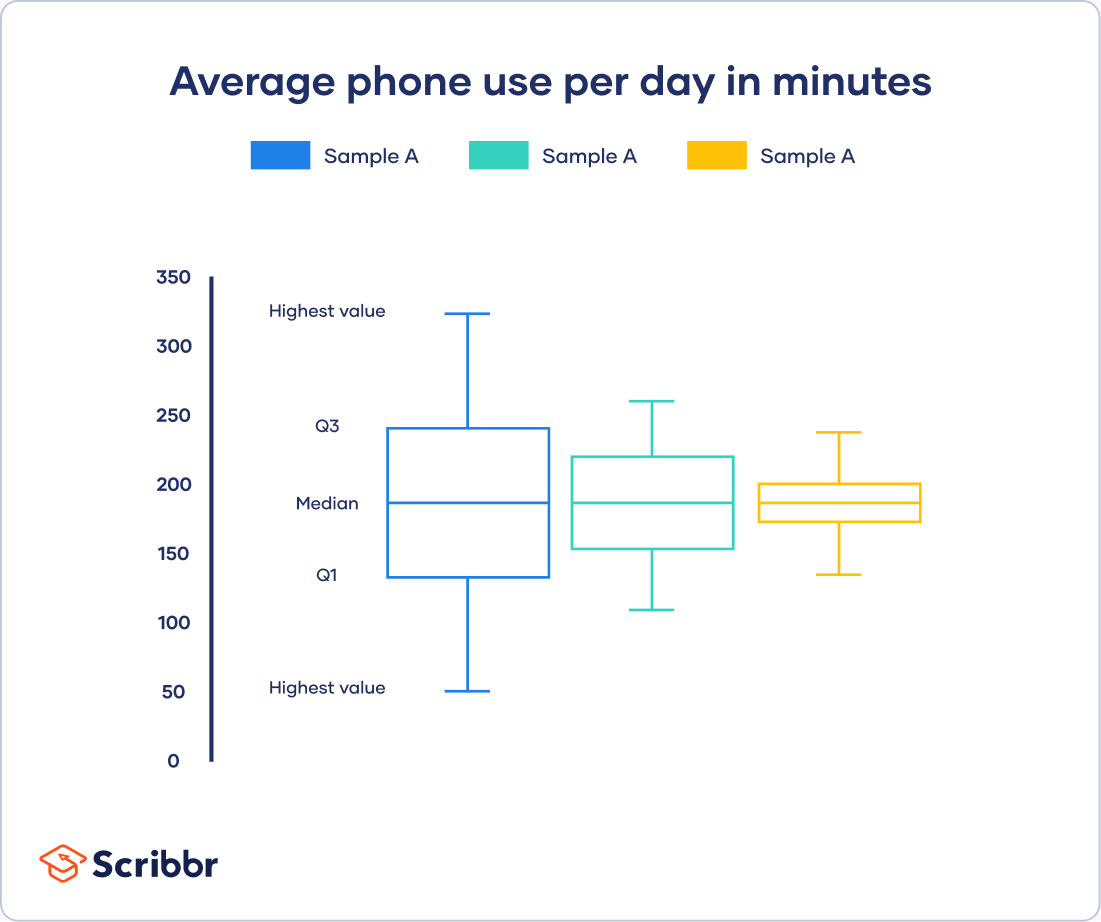 Average phone use per day in minutes
Sample A Sample A Sample A
350
Highest value
300
250
Q3
200
Median
150
Q1
100
50
Highest value
0
Scribbr